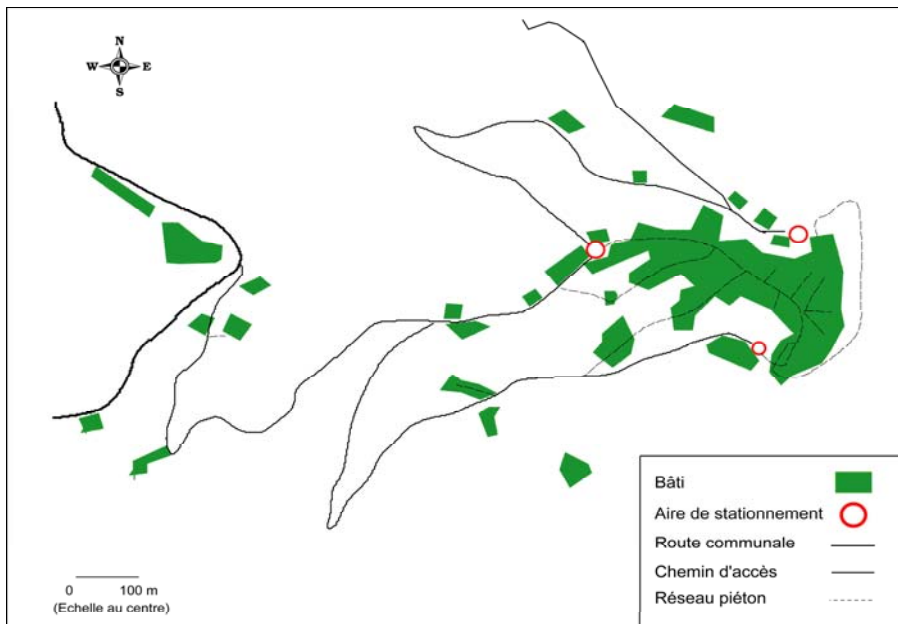 N
W E
S
Bâti
Aire de stationnement
Route communale
Chemin d'accès
Réseau piéton
0 100 m
(Echelle au centre)